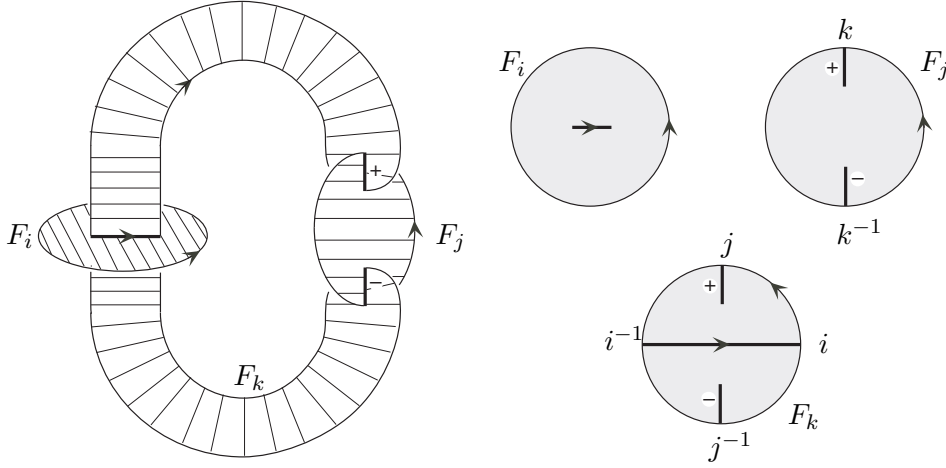 F_i
F_j
F_k
+
−
F_i
k
+
F_j
−
k^{-1}
j
+
i^{-1}
i
−
F_k
j^{-1}